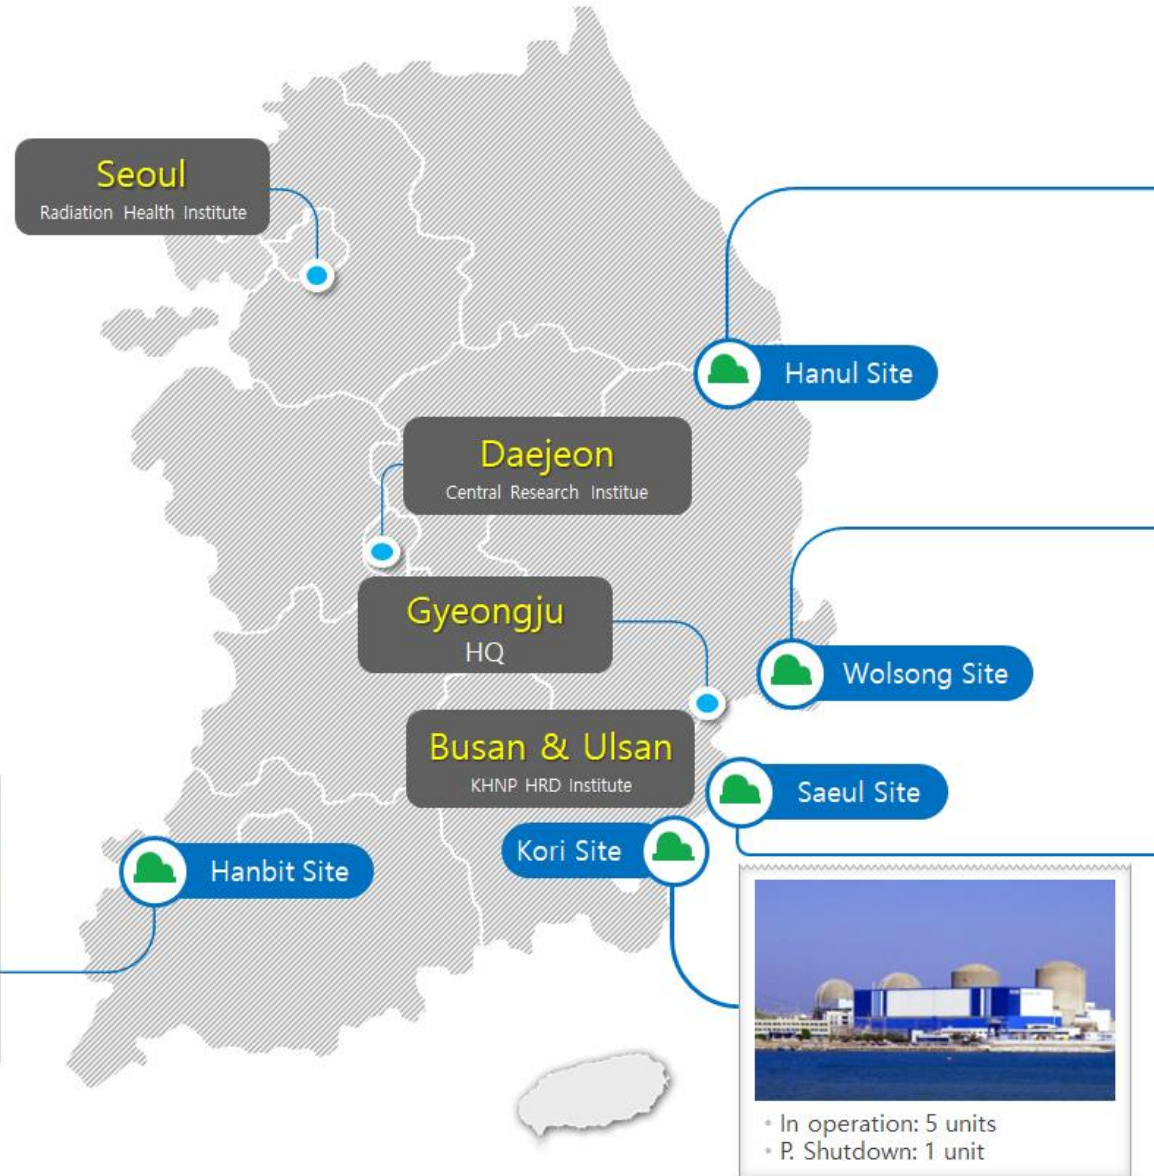 Seoul
Radiation Health Institute
Hanul Site
Daejeon
Central Research Institue
Gyeongju
HQ
Wolsong Site
Busan & Ulsan
KHNP HRD Institute
Saeul Site
Kori Site
Hanbit Site
• In operation: 5 units
• P. Shutdown: 1 unit